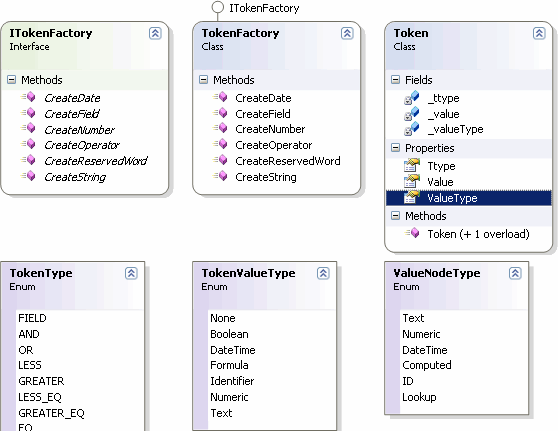 ITokenFactory
ITokenFactory
Interface
Methods
CreateDate
CreateField
CreateNumber
CreateOperator
CreateReservedWord
CreateString
TokenFactory
Class
Methods
CreateDate
CreateField
CreateNumber
CreateOperator
CreateReservedWord
CreateString
Token
Class
Fields
_ttype
_value
_valueType
Properties
Ttype
Value
ValueType
Methods
Token (+ 1 overload)
TokenType
Enum
FIELD
AND
OR
LESS
GREATER
LESS_EQ
GREATER_EQ
EQ
TokenValueType
Enum
None
Boolean
DateTime
Formula
Identifier
Numeric
Text
ValueNodeType
Enum
Text
Numeric
DateTime
Computed
ID
Lookup